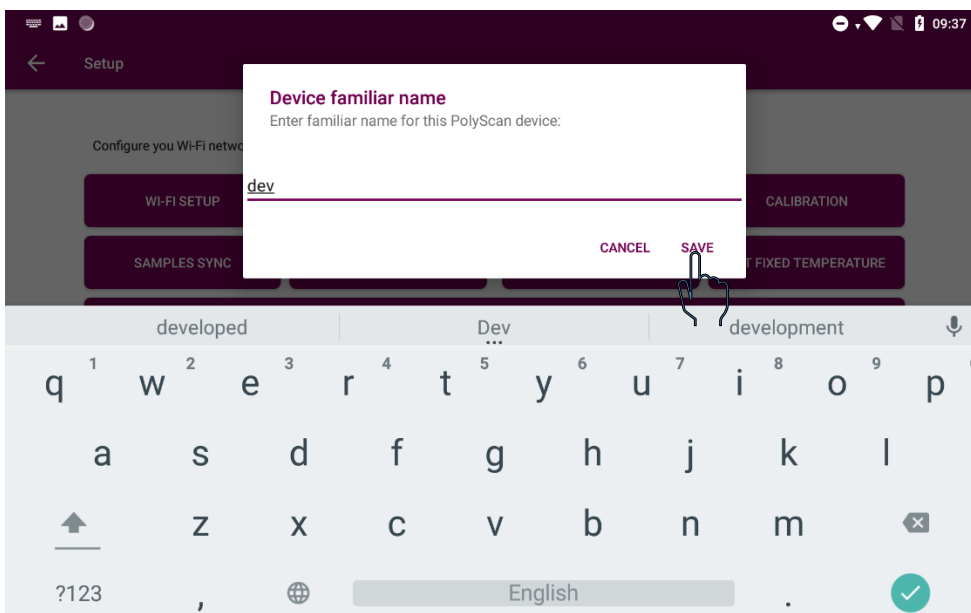 09:37
Setup
Device familiar name
Enter familiar name for this PolyScan device:
Configure you Wi-Fi netwo
dev
WI-FI SETUP
CALIBRATION
CANCEL SAVE
SAMPLES SYNC
T FIXED TEMPERATURE
developed Dev development
1 2 3 4 5 6 7 8 9
q w e r t y u i o p
a s d f g h j k l
z x c v b n m
?123 , English .